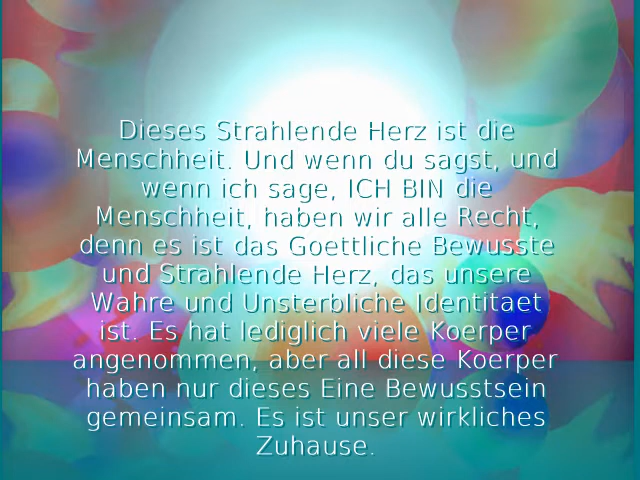 Dieses Strahlende Herz ist die
Menschheit. Und wenn du sagst, und
wenn ich sage, ICH BIN die
Menschheit, haben wir alle Recht,
denn es ist das Goettliche Bewusste
und Strahlende Herz, das unsere
Wahre und Unsterbliche Identitaet
ist. Es hat lediglich viele Koerper
angenommen, aber all diese Koerper
haben nur dieses Eine Bewusstsein
gemeinsam. Es ist unser wirkliches
Zuhause.